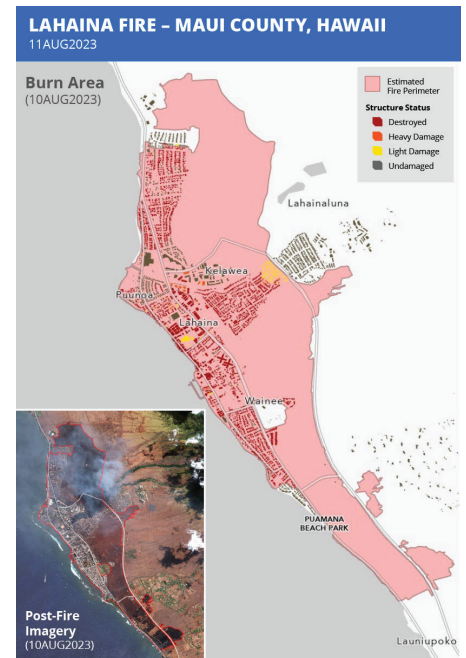 LAHAINA FIRE – MAUI COUNTY, HAWAII
11AUG2023
Burn Area
(10AUG2023)
Estimated
Fire Perimeter
Structure Status
Destroyed
Heavy Damage
Light Damage
Undamaged
Lahainaluna
Kelawea
Puunoa
Lahaina
Wainee
PUAMANA
BEACH PARK
Post-Fire
Imagery
(10AUG2023)
Launiupoko